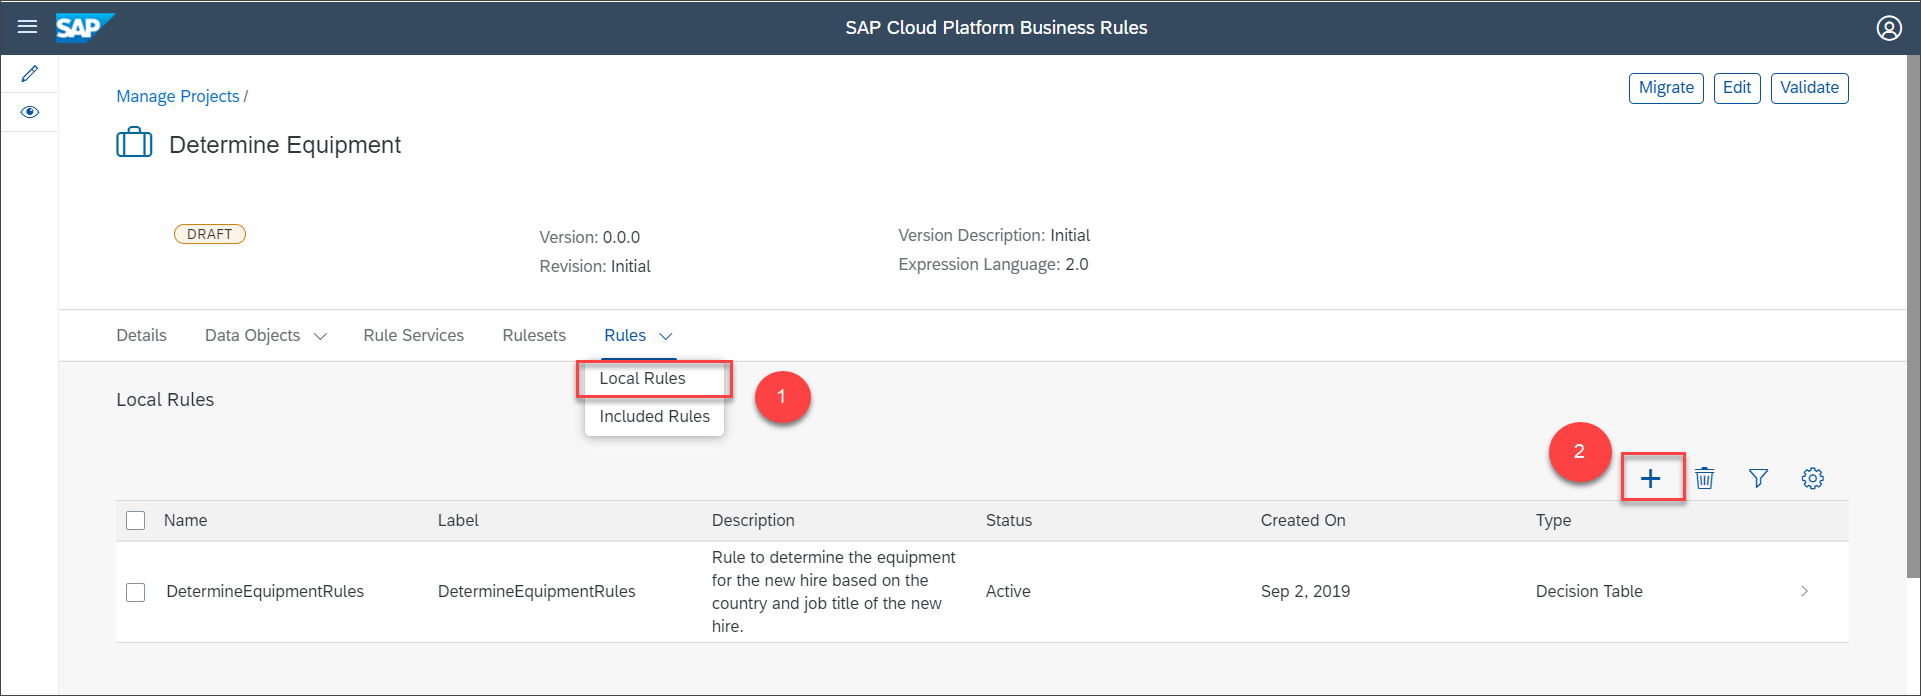 SAP
SAP Cloud Platform Business Rules
Manage Projects /
Migrate
Edit
Validate
Determine Equipment
DRAFT
Version: 0.0.0
Version Description: Initial
Revision: Initial
Expression Language: 2.0
Details
Data Objects
Rule Services
Rulesets
Rules
Local Rules
Included Rules
1
Local Rules
2
Name
Label
Description
Status
Created On
Type
DetermineEquipmentRules
DetermineEquipmentRules
Rule to determine the equipment
for the new hire based on the
country and job title of the new
hire.
Active
Sep 2, 2019
Decision Table